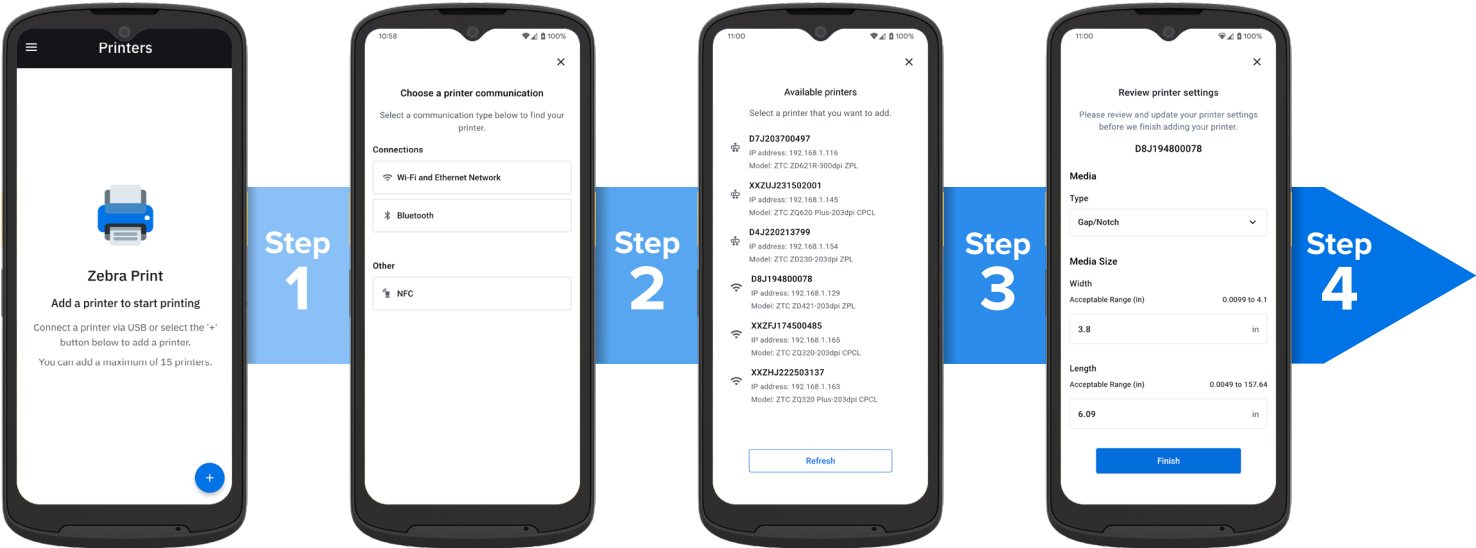 Printers
Zebra Print
Add a printer to start printing
Connect a printer via USB or select the '+'
button below to add a printer.
You can add a maximum of 15 printers.
+
Step
1
10:58
100%
Choose a printer communication
Select a communication type below to find your
printer.
Connections
Wi-Fi and Ethernet Network
Bluetooth
Other
NFC
Step
2
11:00
100%
Available printers
Select a printer that you want to add.
D7J203700497
IP address: 192.168.1.116
Model: ZTC ZD621R-300dpi ZPL
XXZUJ231502001
IP address: 192.168.1.145
Model: ZTC ZQ620 Plus-203dpi CPCL
D4J220213799
IP address: 192.168.1.154
Model: ZTC ZD230-203dpi ZPL
D8J194800078
IP address: 192.168.1.129
Model: ZTC ZD421-203dpi ZPL
XXZFJ174500485
IP address: 192.168.1.165
Model: ZTC ZQ320-203dpi CPCL
XXZHJ222503137
IP address: 192.168.1.163
Model: ZTC ZQ320 Plus-203dpi CPCL
Refresh
Step
3
11:00
100%
Review printer settings
Please review and update your printer settings
before we finish adding your printer.
D8J194800078
Media
Type
Gap/Notch
Media Size
Width
Acceptable Range (in) 0.0099 to 4.1
3.8 in
Length
Acceptable Range (in) 0.0049 to 157.64
6.09 in
Finish
Step
4